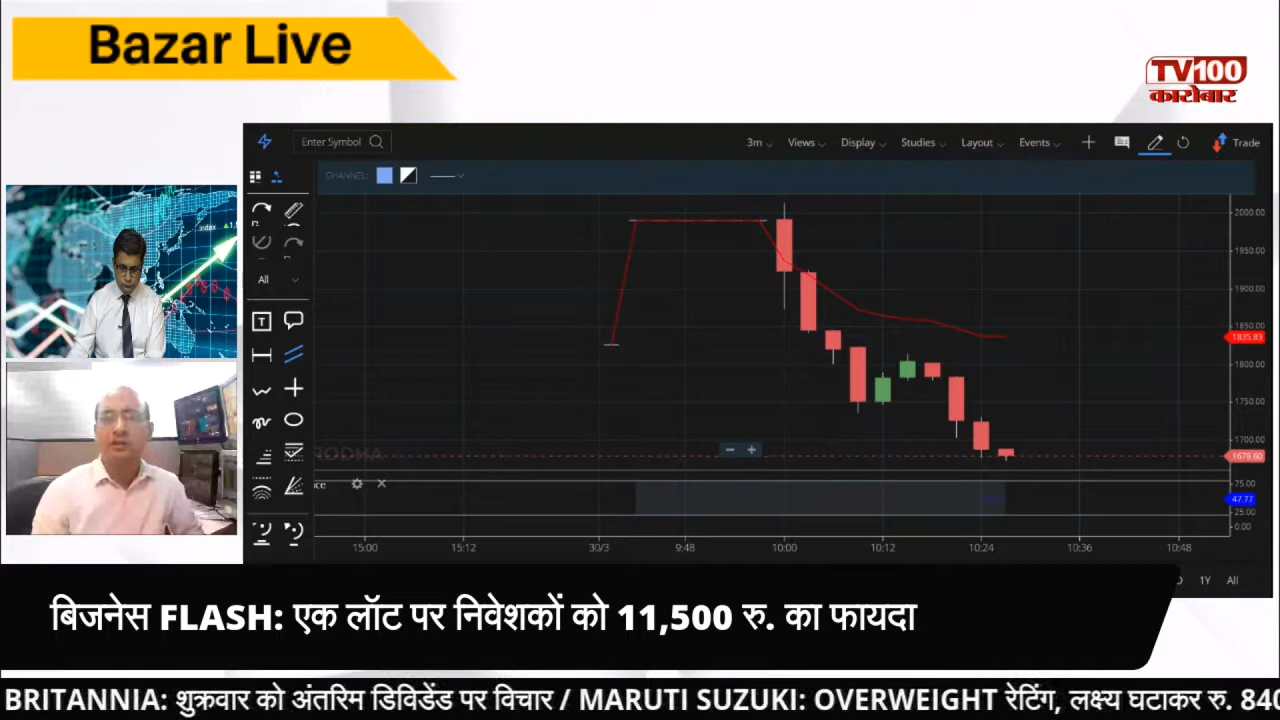 Bazar Live
TV100
कारोबार
Enter Symbol
3m Views Display Studies Layout Events Trade
CHANNEL:
All
T
2000.00
1950.00
1900.00
1850.00
1835.83
1800.00
1750.00
1700.00
1678.60
75.00
47.77
25.00
0.00
15:00 15:12 30/3 9:48 10:00 10:12 10:24 10:36 10:48
1Y All
बिजनेस FLASH: एक लॉट पर निवेशकों को 11,500 रु. का फायदा
BRITANNIA: शुक्रवार को अंतरिम डिविडेंड पर विचार / MARUTI SUZUKI: OVERWEIGHT रेटिंग, लक्ष्य घटाकर रु. 840